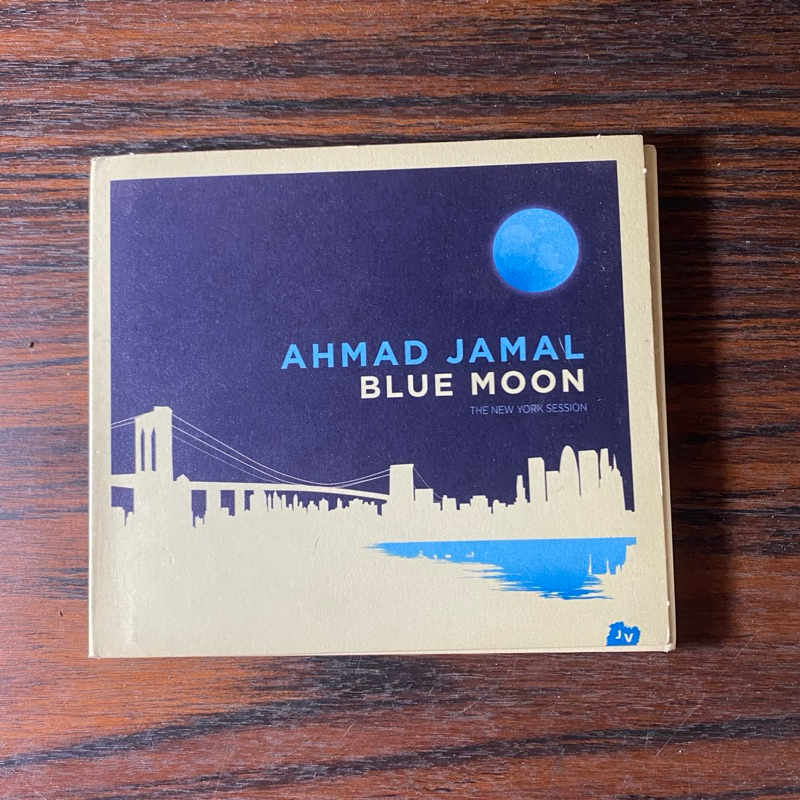 AHMAD JAMAL
BLUE MOON
THE NEW YORK SESSION
JV